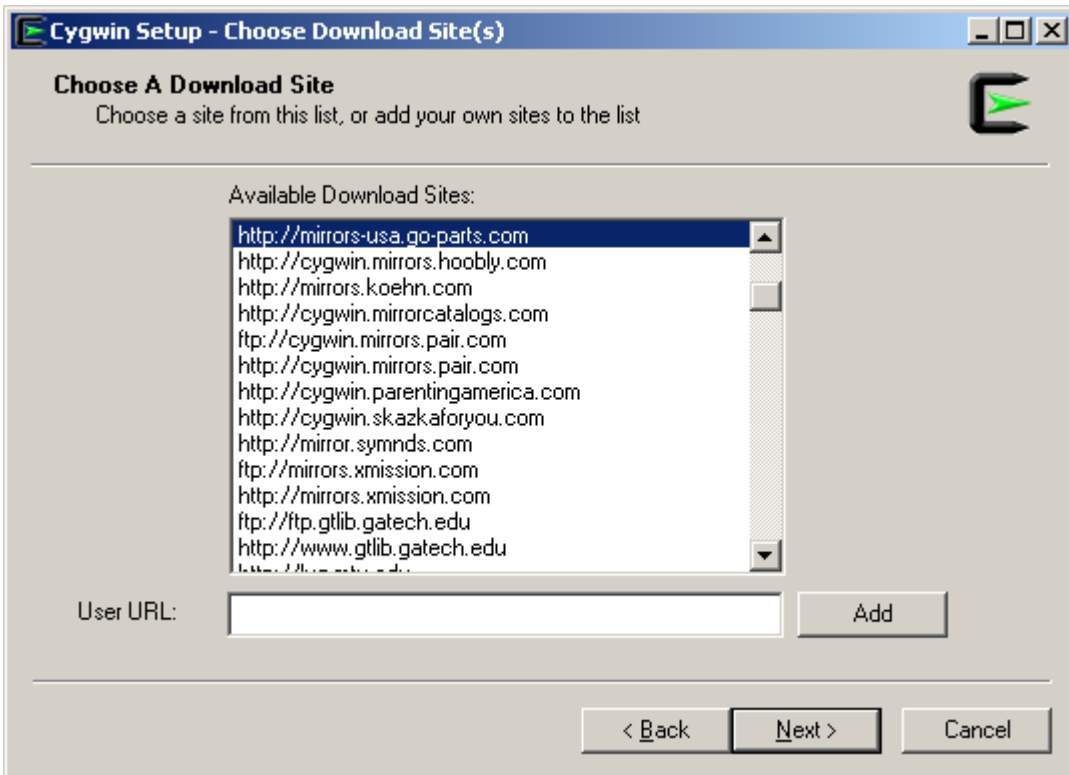 Cygwin Setup - Choose Download Site(s)
Choose A Download Site
Choose a site from this list, or add your own sites to the list
Available Download Sites:
http://mirrors-usa.go-parts.com
http://cygwin.mirrors.hoobly.com
http://mirrors.koehn.com
http://cygwin.mirrorcatalogs.com
ftp://cygwin.mirrors.pair.com
http://cygwin.mirrors.pair.com
http://cygwin.parentingamerica.com
http://cygwin.skazkaforyou.com
http://mirror.symnds.com
ftp://mirrors.xmission.com
http://mirrors.xmission.com
ftp://ftp.gtlib.gatech.edu
http://www.gtlib.gatech.edu
User URL:
Add
< Back
Next >
Cancel